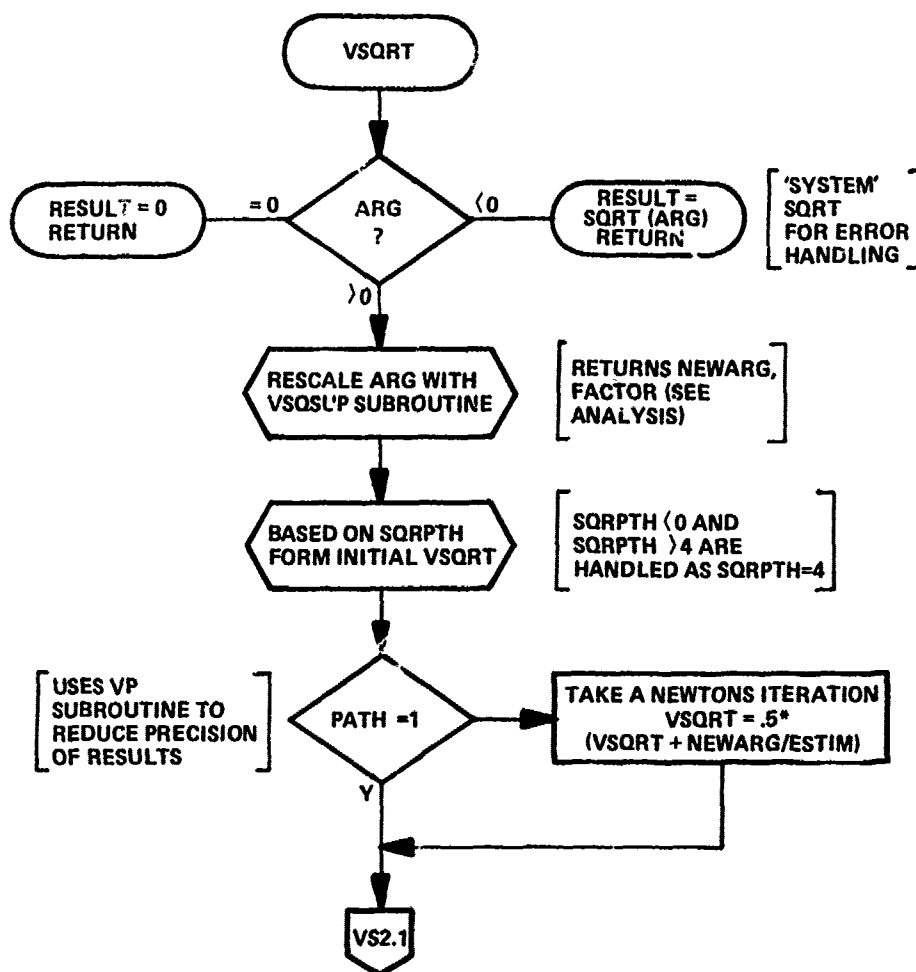 VSQRT
ARG
?
= 0
RESULT = 0
RETURN
⟨0
RESULT =
SQRT (ARG)
RETURN
'SYSTEM'
SQRT
FOR ERROR
HANDLING
⟩0
RESCALE ARG WITH
VSQSL'P SUBROUTINE
RETURNS NEWARG,
FACTOR (SEE
ANALYSIS)
BASED ON SQRPTH
FORM INITIAL VSQRT
SQRPTH ⟨0 AND
SQRPTH ⟩4 ARE
HANDLED AS SQRPTH=4
USES VP
SUBROUTINE TO
REDUCE PRECISION
OF RESULTS
PATH =1
TAKE A NEWTONS ITERATION
VSQRT = .5*
(VSQRT + NEWARG/ESTIM)
Y
VS2.1